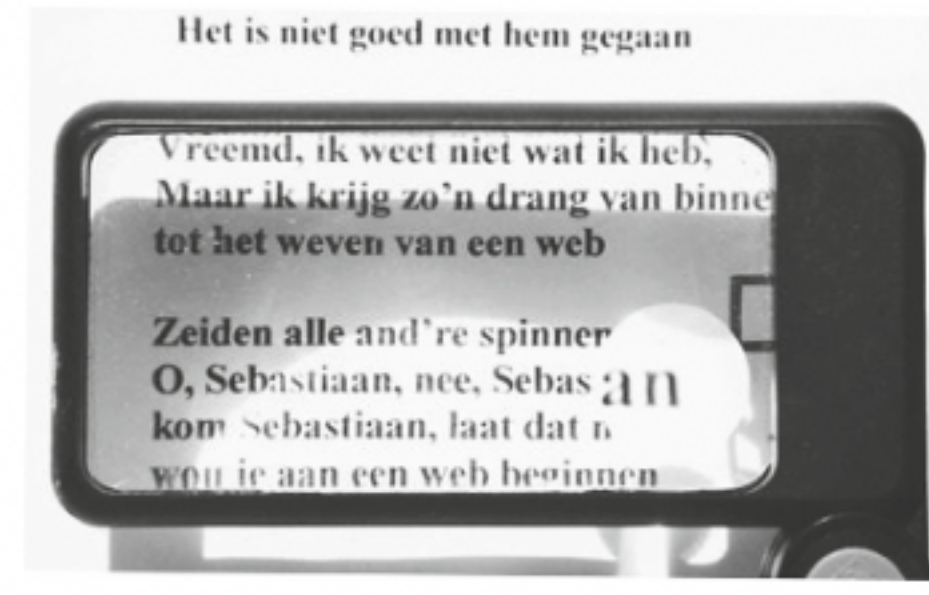 Het is niet goed met hem gegaan
Vreemd, ik weet niet wat ik heb,
Maar ik krijg zo'n drang van binne
tot het weven van een web
Zeiden alle and're spinner
O, Sebastiaan, nee, Sebas an
kom Sebastiaan, laat dat n
wou je aan een web beginnen